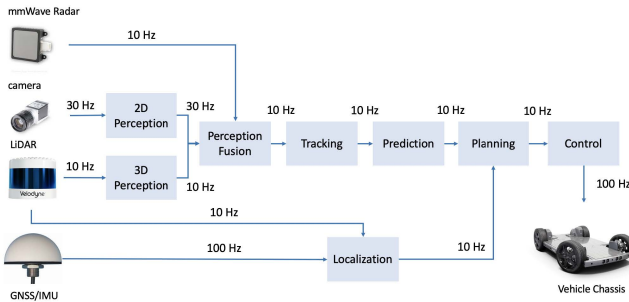 mmWave Radar
10 Hz
camera
30 Hz
2D
Perception
30 Hz
LiDAR
10 Hz
3D
Perception
10 Hz
Velodyne
Perception
Fusion
10 Hz
Tracking
10 Hz
Prediction
10 Hz
Planning
10 Hz
Control
100 Hz
10 Hz
100 Hz
Localization
10 Hz
GNSS/IMU
Vehicle Chassis